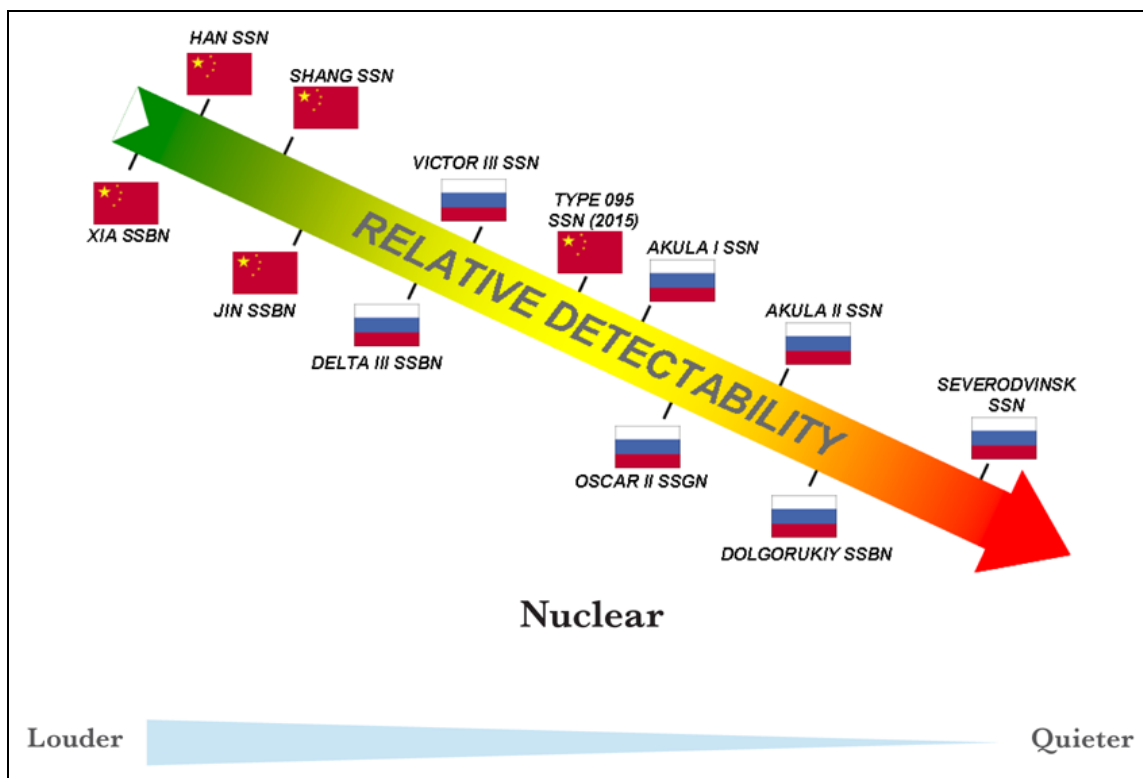 HAN SSN
SHANG SSN
XIA SSBN
JIN SSBN
VICTOR III SSN
DELTA III SSBN
TYPE 095
SSN (2015)
AKULA I SSN
RELATIVE DETECTABILITY
OSCAR II SSGN
AKULA II SSN
DOLGORUKIY SSBN
SEVERODVINSK
SSN
Nuclear
Louder
Quieter